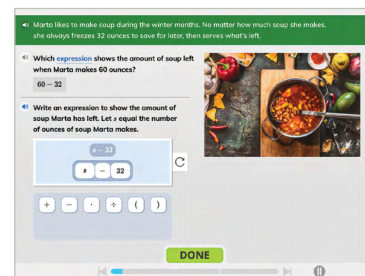 Marta likes to make soup during the winter months. No matter how much soup she makes,
she always freezes 32 ounces to save for later, then serves what's left.
Which expression shows the amount of soup left
when Marta makes 60 ounces?
60 − 32
Write an expression to show the amount of
soup Marta has left. Let s equal the number
of ounces of soup Marta makes.
s − 32
s − 32
+ − · ÷ ( )
DONE